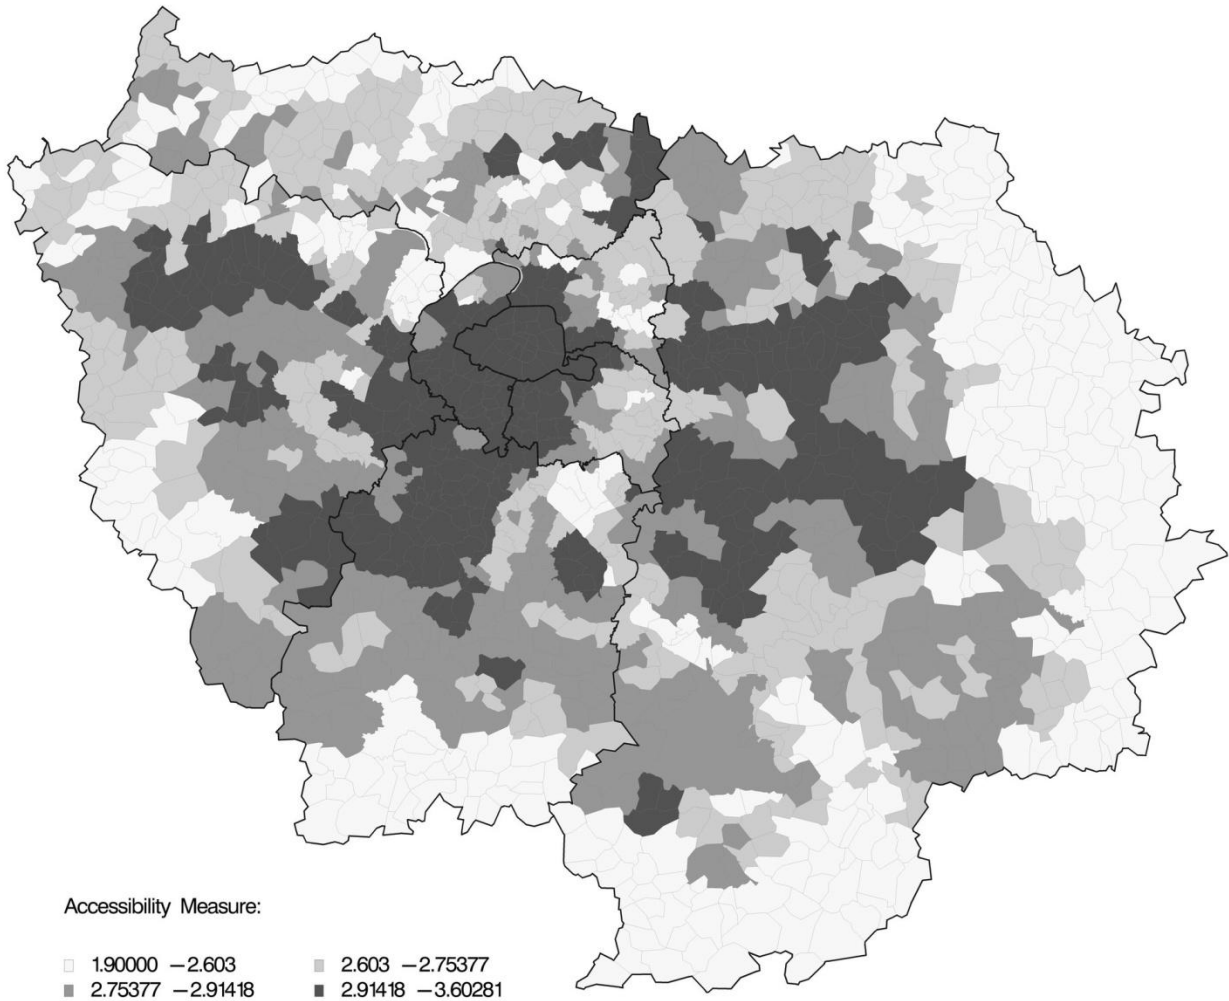 Accessibility Measure:
1.90000 –2.603 2.603 –2.75377
2.75377 –2.91418 2.91418 –3.60281